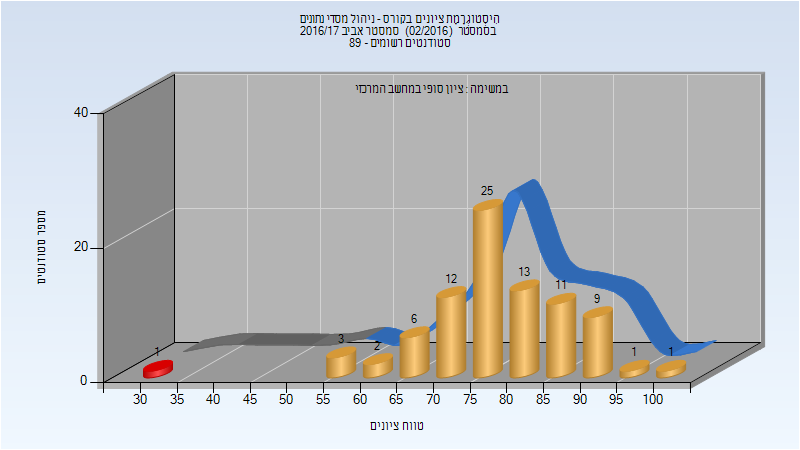 היסטוגרמת ציונים בקורס - ניהול מסדי נתונים
בסמסטר (02/2016) סמסטר אביב 2016/17
סטודנטים רשומים - 89
במשימה : ציון סופי במחשב המרכזי
מספר סטודנטים
40
20
0
1
3
2
6
12
25
13
11
9
1
1
30 35 40 45 50 55 60 65 70 75 80 85 90 95 100
טווח ציונים